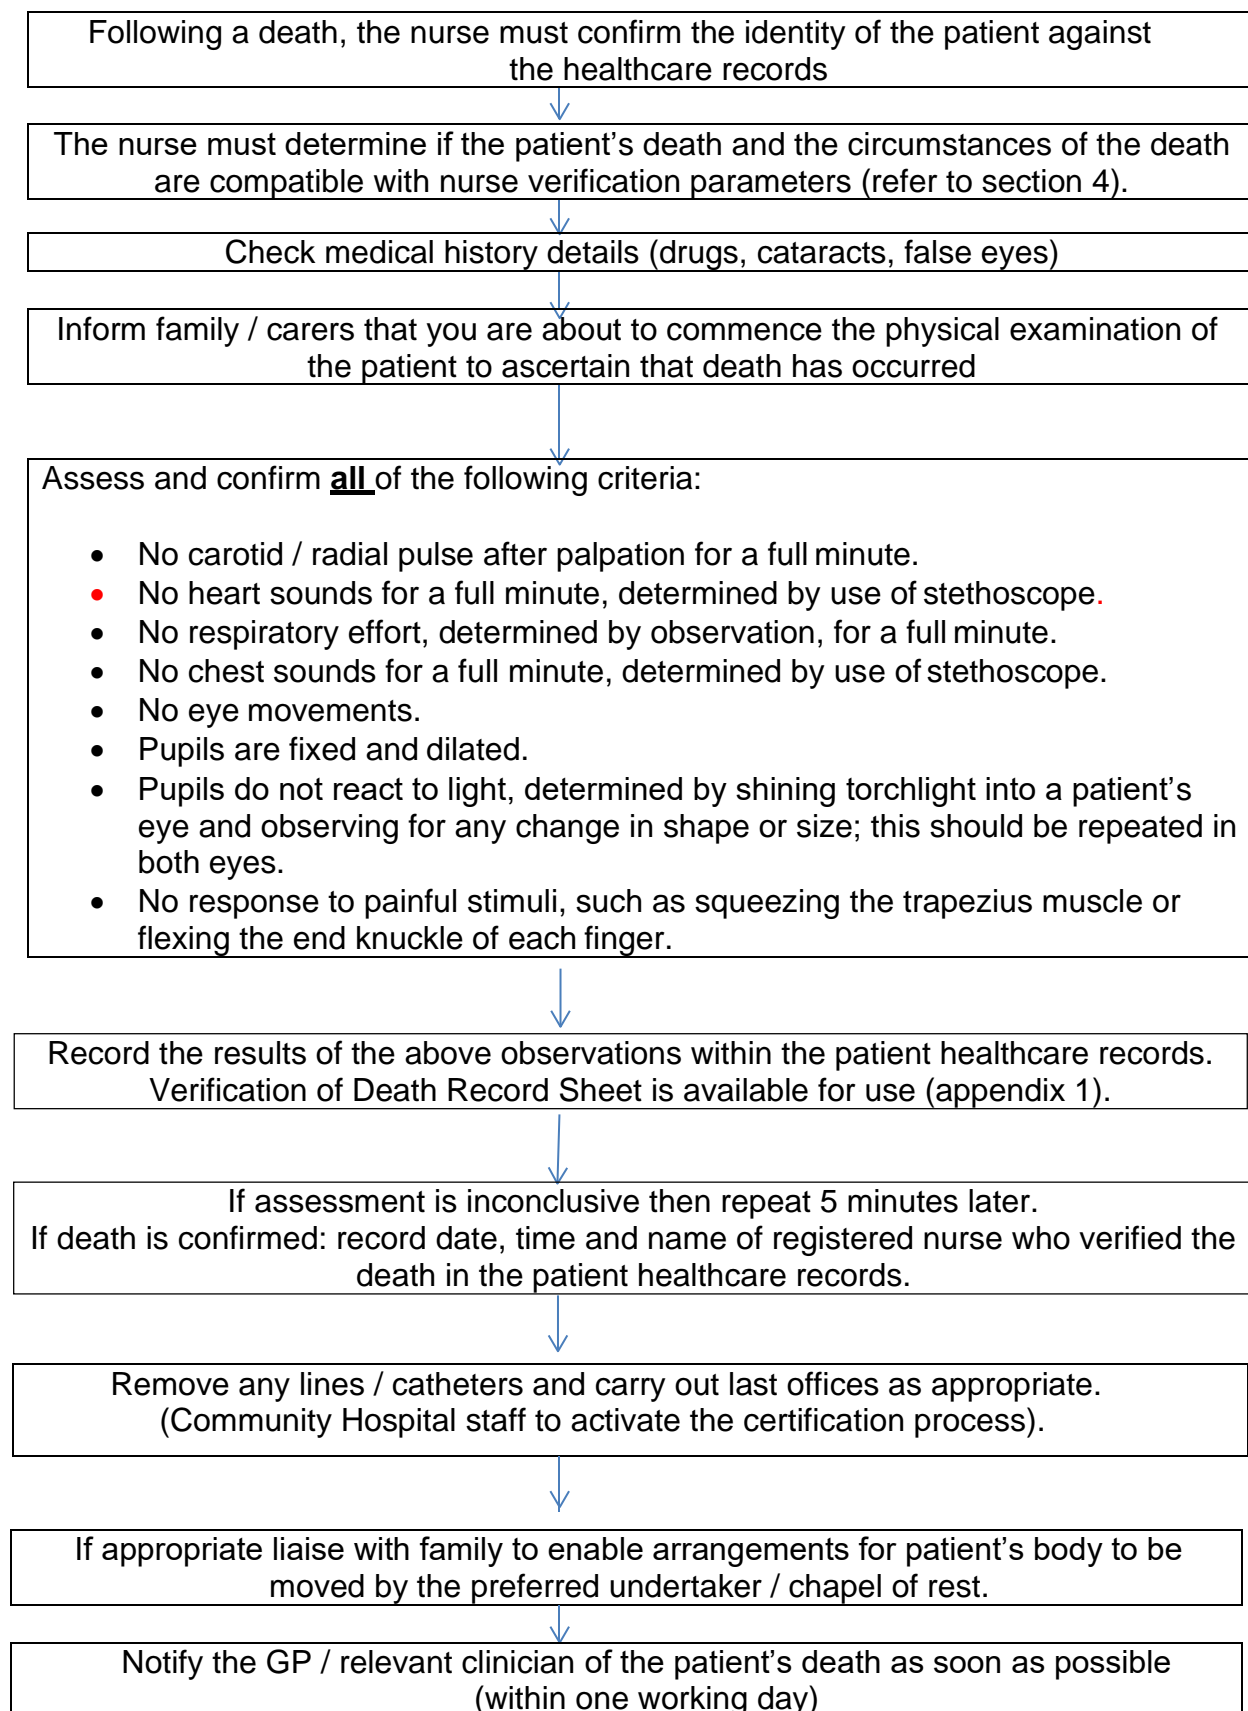 Following a death, the nurse must confirm the identity of the patient against
the healthcare records
The nurse must determine if the patient’s death and the circumstances of the death
are compatible with nurse verification parameters (refer to section 4).
Check medical history details (drugs, cataracts, false eyes)
Inform family / carers that you are about to commence the physical examination of
the patient to ascertain that death has occurred
Assess and confirm all of the following criteria:
• No carotid / radial pulse after palpation for a full minute.
• No heart sounds for a full minute, determined by use of stethoscope.
• No respiratory effort, determined by observation, for a full minute.
• No chest sounds for a full minute, determined by use of stethoscope.
• No eye movements.
• Pupils are fixed and dilated.
• Pupils do not react to light, determined by shining torchlight into a patient’s
eye and observing for any change in shape or size; this should be repeated in
both eyes.
• No response to painful stimuli, such as squeezing the trapezius muscle or
flexing the end knuckle of each finger.
Record the results of the above observations within the patient healthcare records.
Verification of Death Record Sheet is available for use (appendix 1).
If assessment is inconclusive then repeat 5 minutes later.
If death is confirmed: record date, time and name of registered nurse who verified the
death in the patient healthcare records.
Remove any lines / catheters and carry out last offices as appropriate.
(Community Hospital staff to activate the certification process).
If appropriate liaise with family to enable arrangements for patient’s body to be
moved by the preferred undertaker / chapel of rest.
Notify the GP / relevant clinician of the patient’s death as soon as possible
(within one working day)